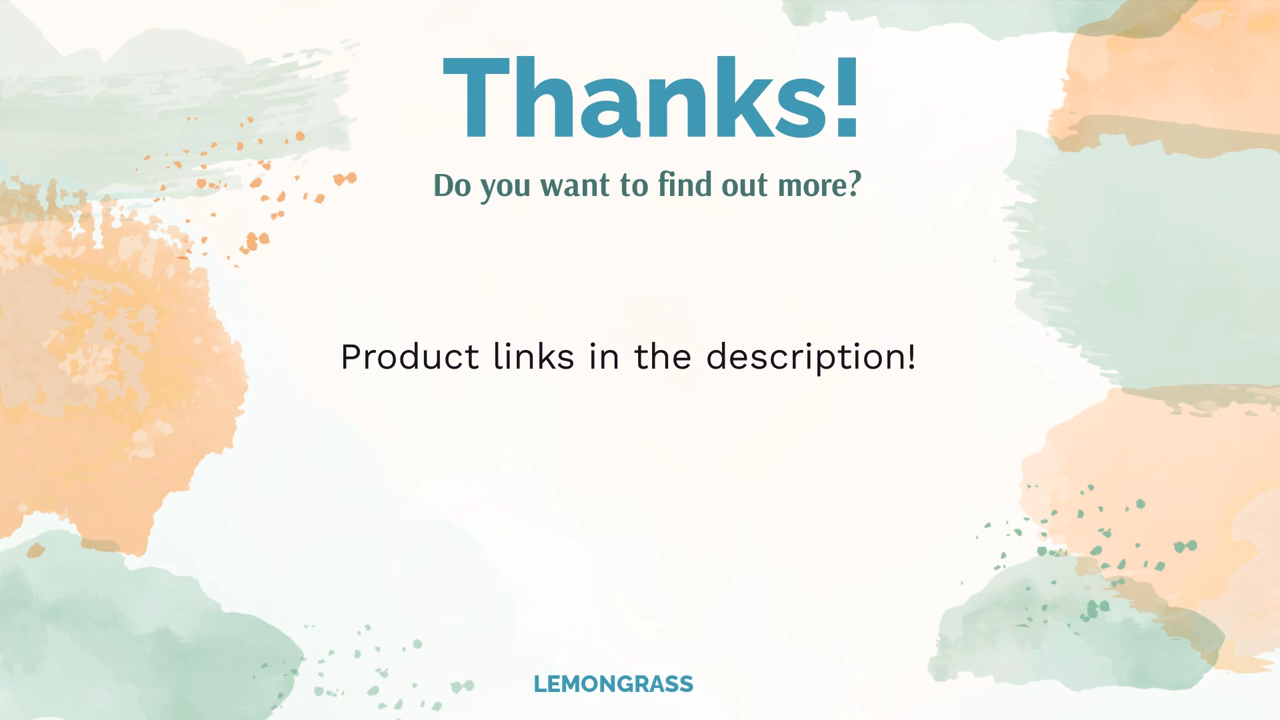 Thanks!
Do you want to find out more?
Product links in the description!
LEMONGRASS